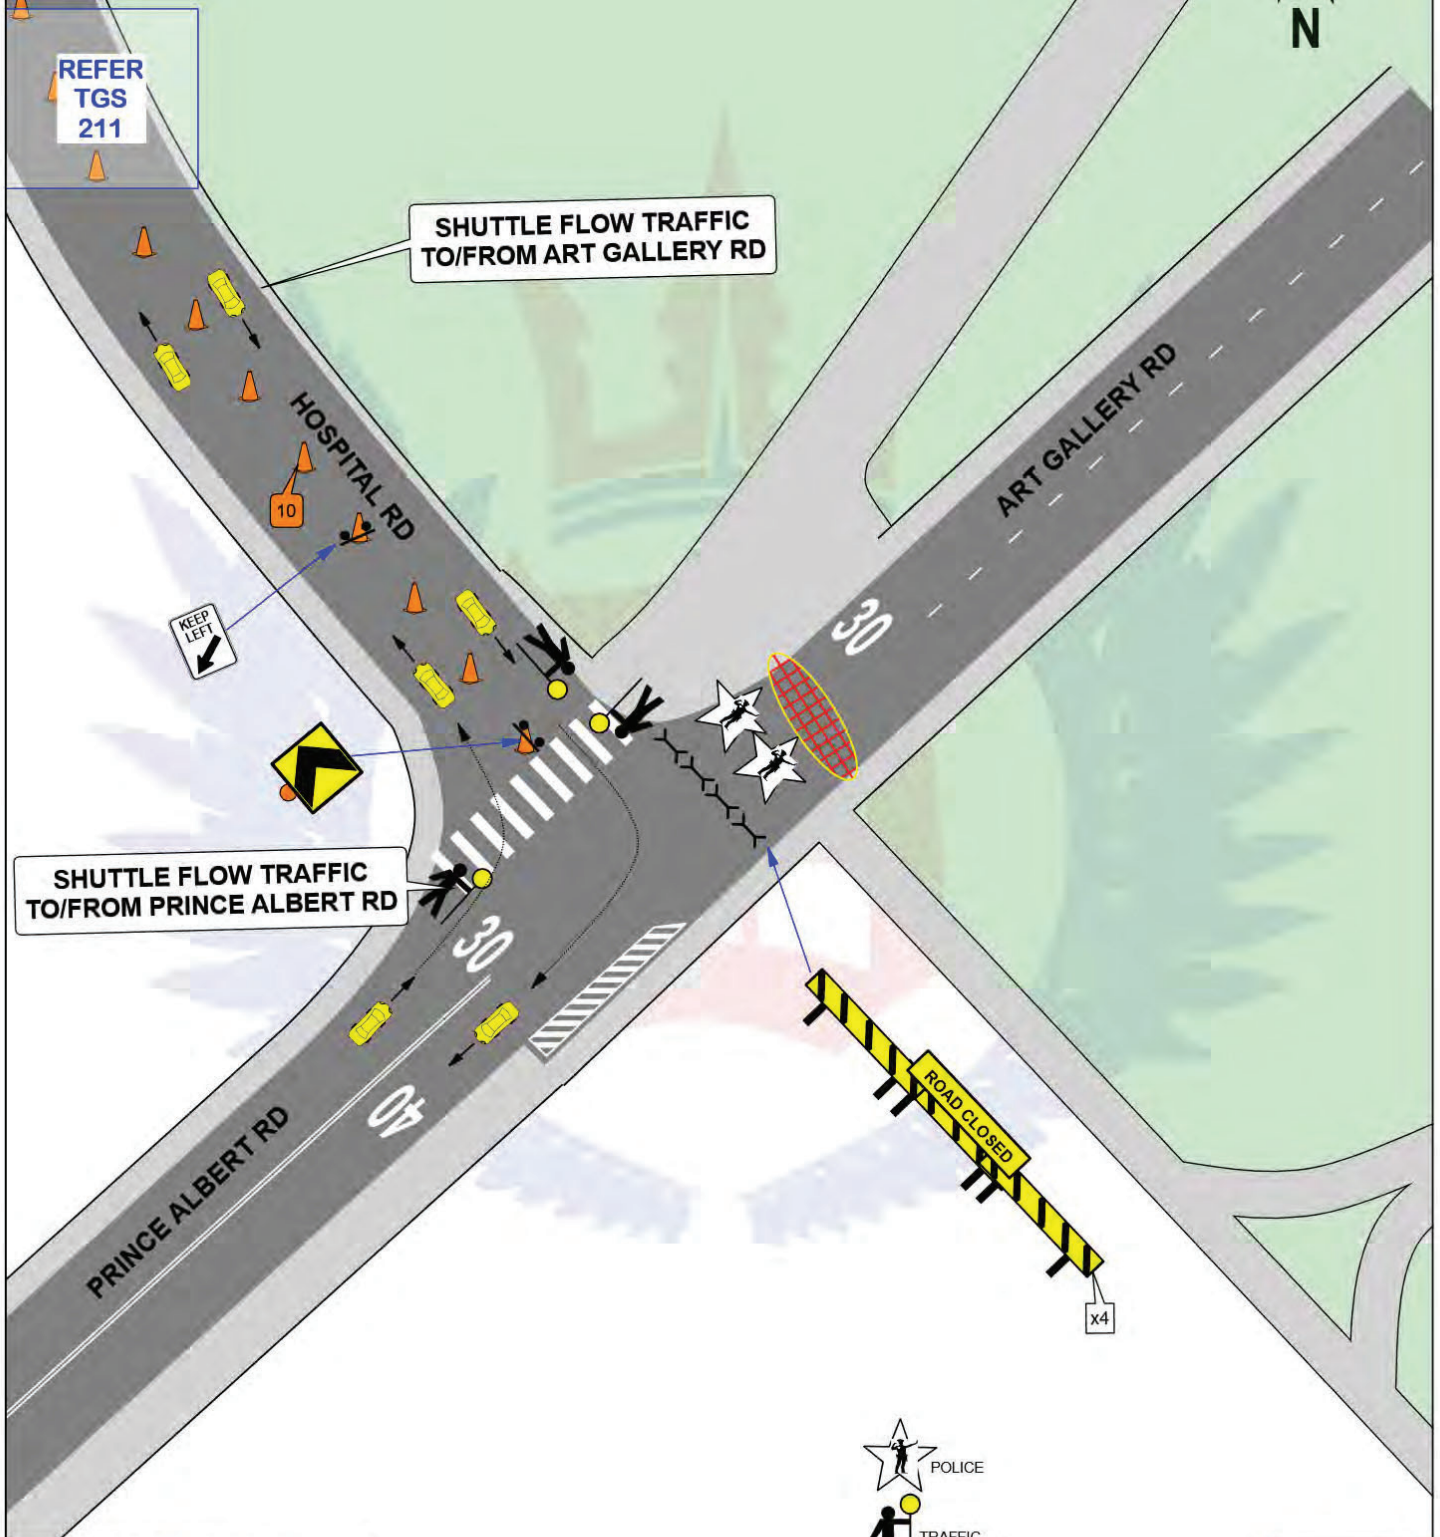 N
REFER
TGS
211
SHUTTLE FLOW TRAFFIC
TO/FROM ART GALLERY RD
HOSPITAL RD
10
ART GALLERY RD
KEEP
LEFT
30
SHUTTLE FLOW TRAFFIC
TO/FROM PRINCE ALBERT RD
30
40
PRINCE ALBERT RD
ROAD CLOSED
x4
POLICE
TRAFFIC